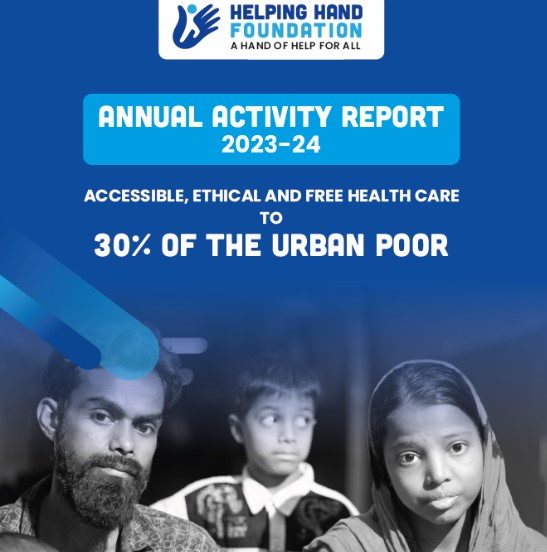 HELPING HAND
FOUNDATION
A HAND OF HELP FOR ALL
ANNUAL ACTIVITY REPORT
2023-24
ACCESSIBLE, ETHICAL AND FREE HEALTH CARE
TO
30% OF THE URBAN POOR